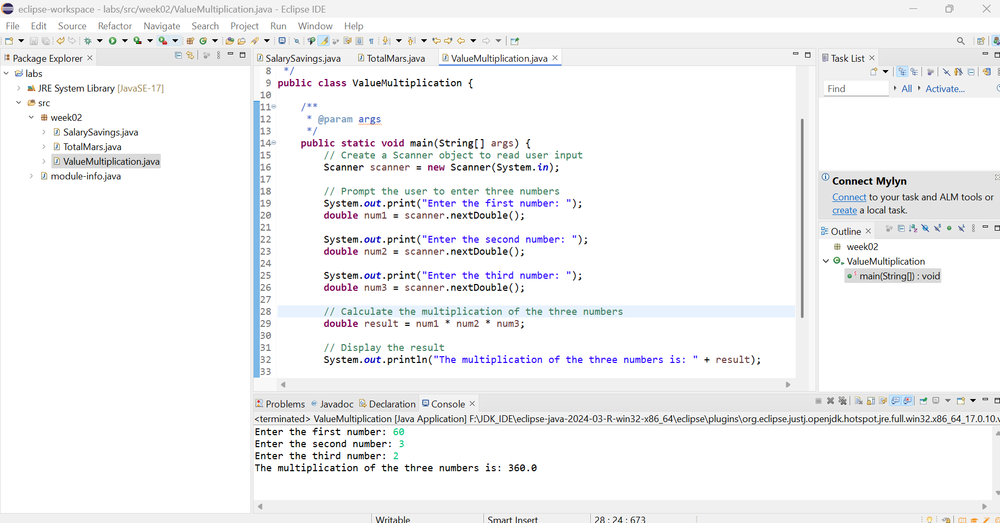 eclipse-workspace - labs/src/week02/ValueMultiplication.java - Eclipse IDE
File Edit Source Refactor Navigate Search Project Run Window Help
Package Explorer
labs
JRE System Library [JavaSE-17]
src
week02
SalarySavings.java
TotalMars.java
ValueMultiplication.java
module-info.java
SalarySavings.java TotalMars.java ValueMultiplication.java
8 */
9 public class ValueMultiplication {
10
11 /**
12 * @param args
13 */
14 public static void main(String[] args) {
15 // Create a Scanner object to read user input
16 Scanner scanner = new Scanner(System.in);
17
18 // Prompt the user to enter three numbers
19 System.out.print("Enter the first number: ");
20 double num1 = scanner.nextDouble();
21
22 System.out.print("Enter the second number: ");
23 double num2 = scanner.nextDouble();
24
25 System.out.print("Enter the third number: ");
26 double num3 = scanner.nextDouble();
27
28 // Calculate the multiplication of the three numbers
29 double result = num1 * num2 * num3;
30
31 // Display the result
32 System.out.println("The multiplication of the three numbers is: " + result);
33
Task List
Find All Activate...
Connect Mylyn
Connect to your task and ALM tools or
create a local task.
Outline
week02
ValueMultiplication
main(String[]) : void
Problems @ Javadoc Declaration Console
<terminated> ValueMultiplication [Java Application] F:\JDK_IDE\eclipse-java-2024-03-R-win32-x86_64\eclipse\plugins\org.eclipse.justj.openjdk.hotspot.jre.full.win32.x86_64_17.0.10.v
Enter the first number: 60
Enter the second number: 3
Enter the third number: 2
The multiplication of the three numbers is: 360.0
Writable Smart Insert 28 : 24 : 673